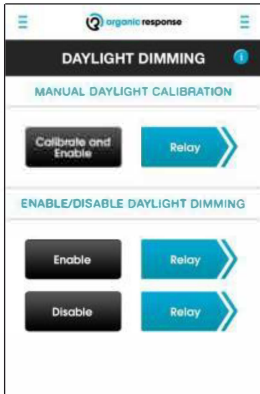 organic response
DAYLIGHT DIMMING
i
MANUAL DAYLIGHT CALIBRATION
Calibrate and
Enable
Relay
ENABLE/DISABLE DAYLIGHT DIMMING
Enable
Relay
Disable
Relay